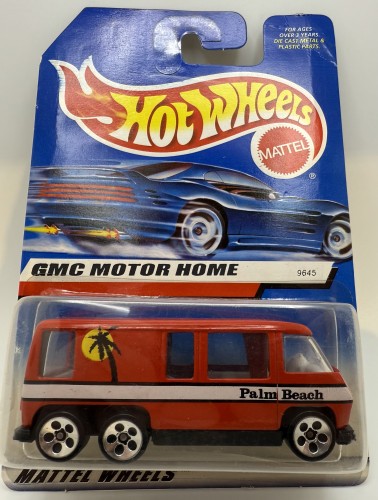 FOR AGES
OVER 3 YEARS.
DIE CAST METAL &
PLASTIC PARTS.
HOT WHEELS
MATTEL
®
GMC MOTOR HOME
9645
Palm Beach
MATTEL WHEELS